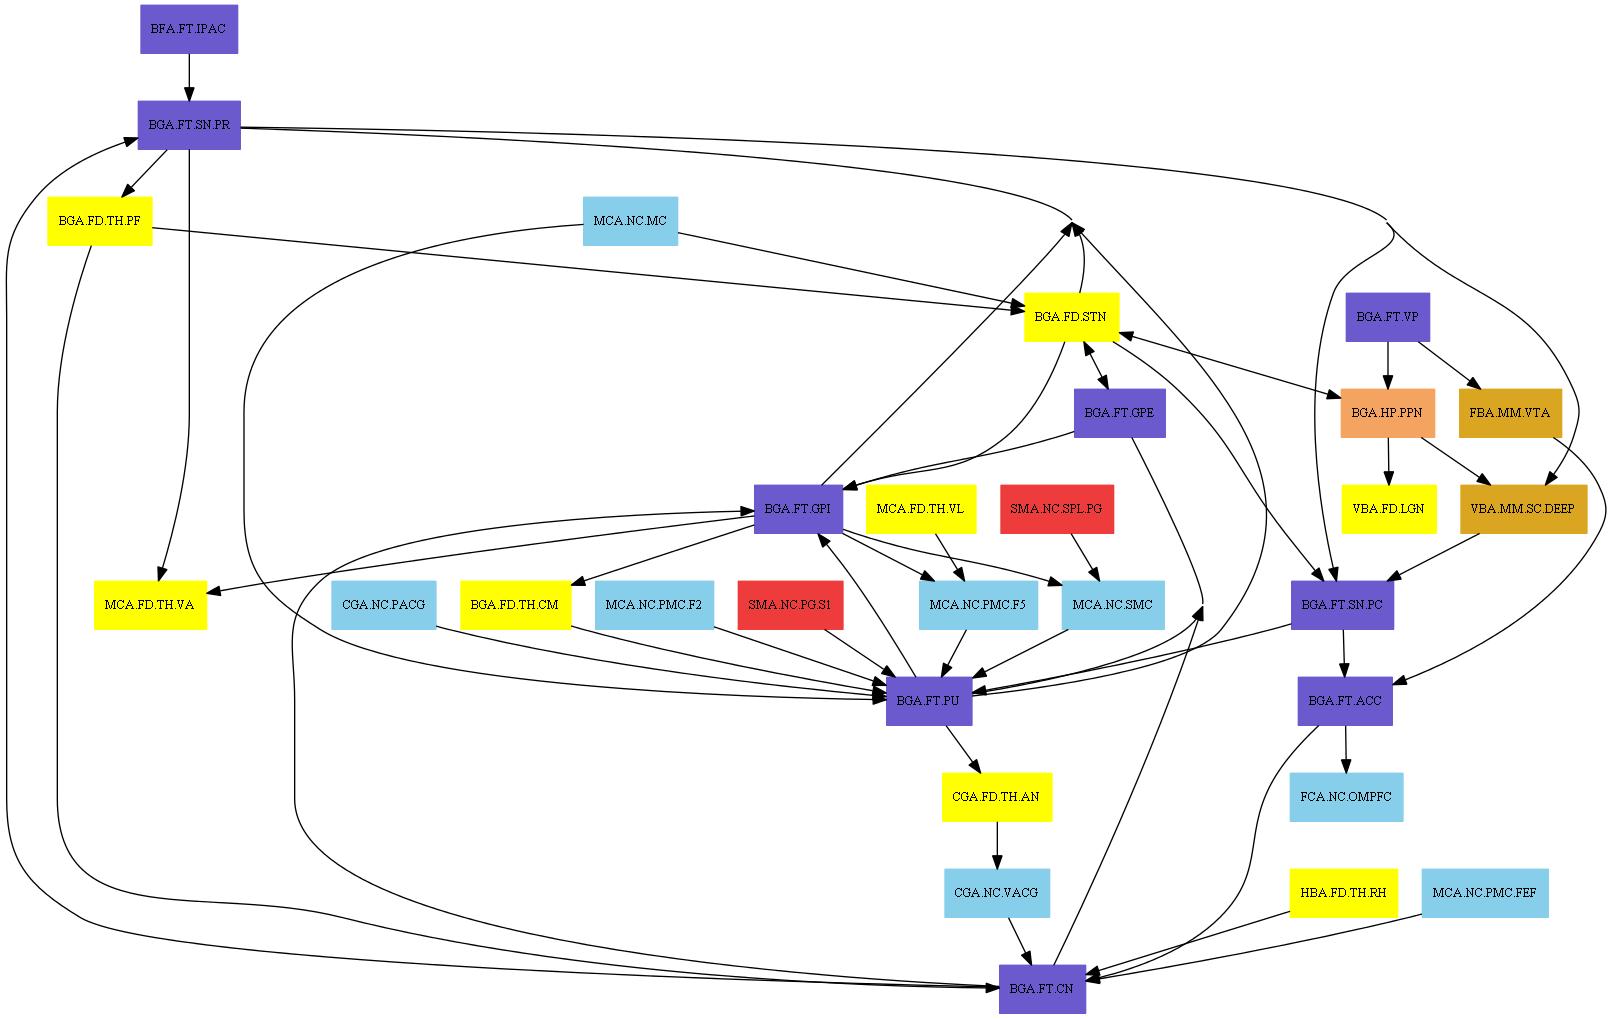 BFA.FT.IPAC
BGA.FT.SN.PR
BGA.FD.TH.PF
MCA.NC.MC
BGA.FD.STN
BGA.FT.VP
BGA.FT.GPE
BGA.HP.PPN
FBA.MM.VTA
BGA.FT.GPI
MCA.FD.TH.VL
SMA.NC.SPL.PG
VBA.FD.LGN
VBA.MM.SC.DEEP
MCA.FD.TH.VA
CGA.NC.PACG
BGA.FD.TH.CM
MCA.NC.PMC.F2
SMA.NC.PG.S1
MCA.NC.PMC.F5
MCA.NC.SMC
BGA.FT.SN.PC
BGA.FT.PU
BGA.FT.ACC
CGA.FD.TH.AN
FCA.NC.OMPFC
CGA.NC.VACG
HBA.FD.TH.RH
MCA.NC.PMC.FEF
BGA.FT.CN